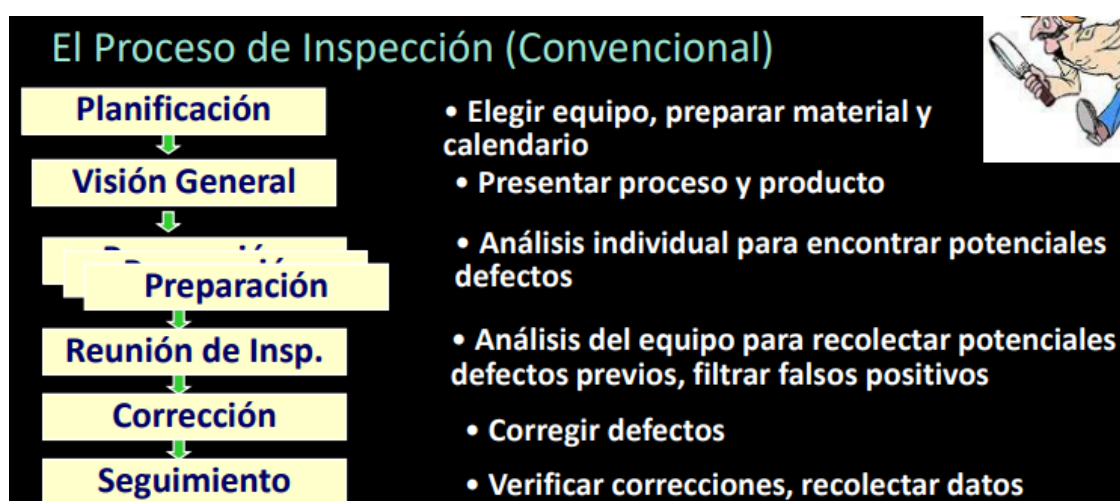 El Proceso de Inspección (Convencional)
Planificación
• Elegir equipo, preparar material y
calendario
Visión General
• Presentar proceso y producto
Preparación
• Análisis individual para encontrar potenciales
defectos
Reunión de Insp.
• Análisis del equipo para recolectar potenciales
defectos previos, filtrar falsos positivos
Corrección
• Corregir defectos
Seguimiento
• Verificar correcciones, recolectar datos